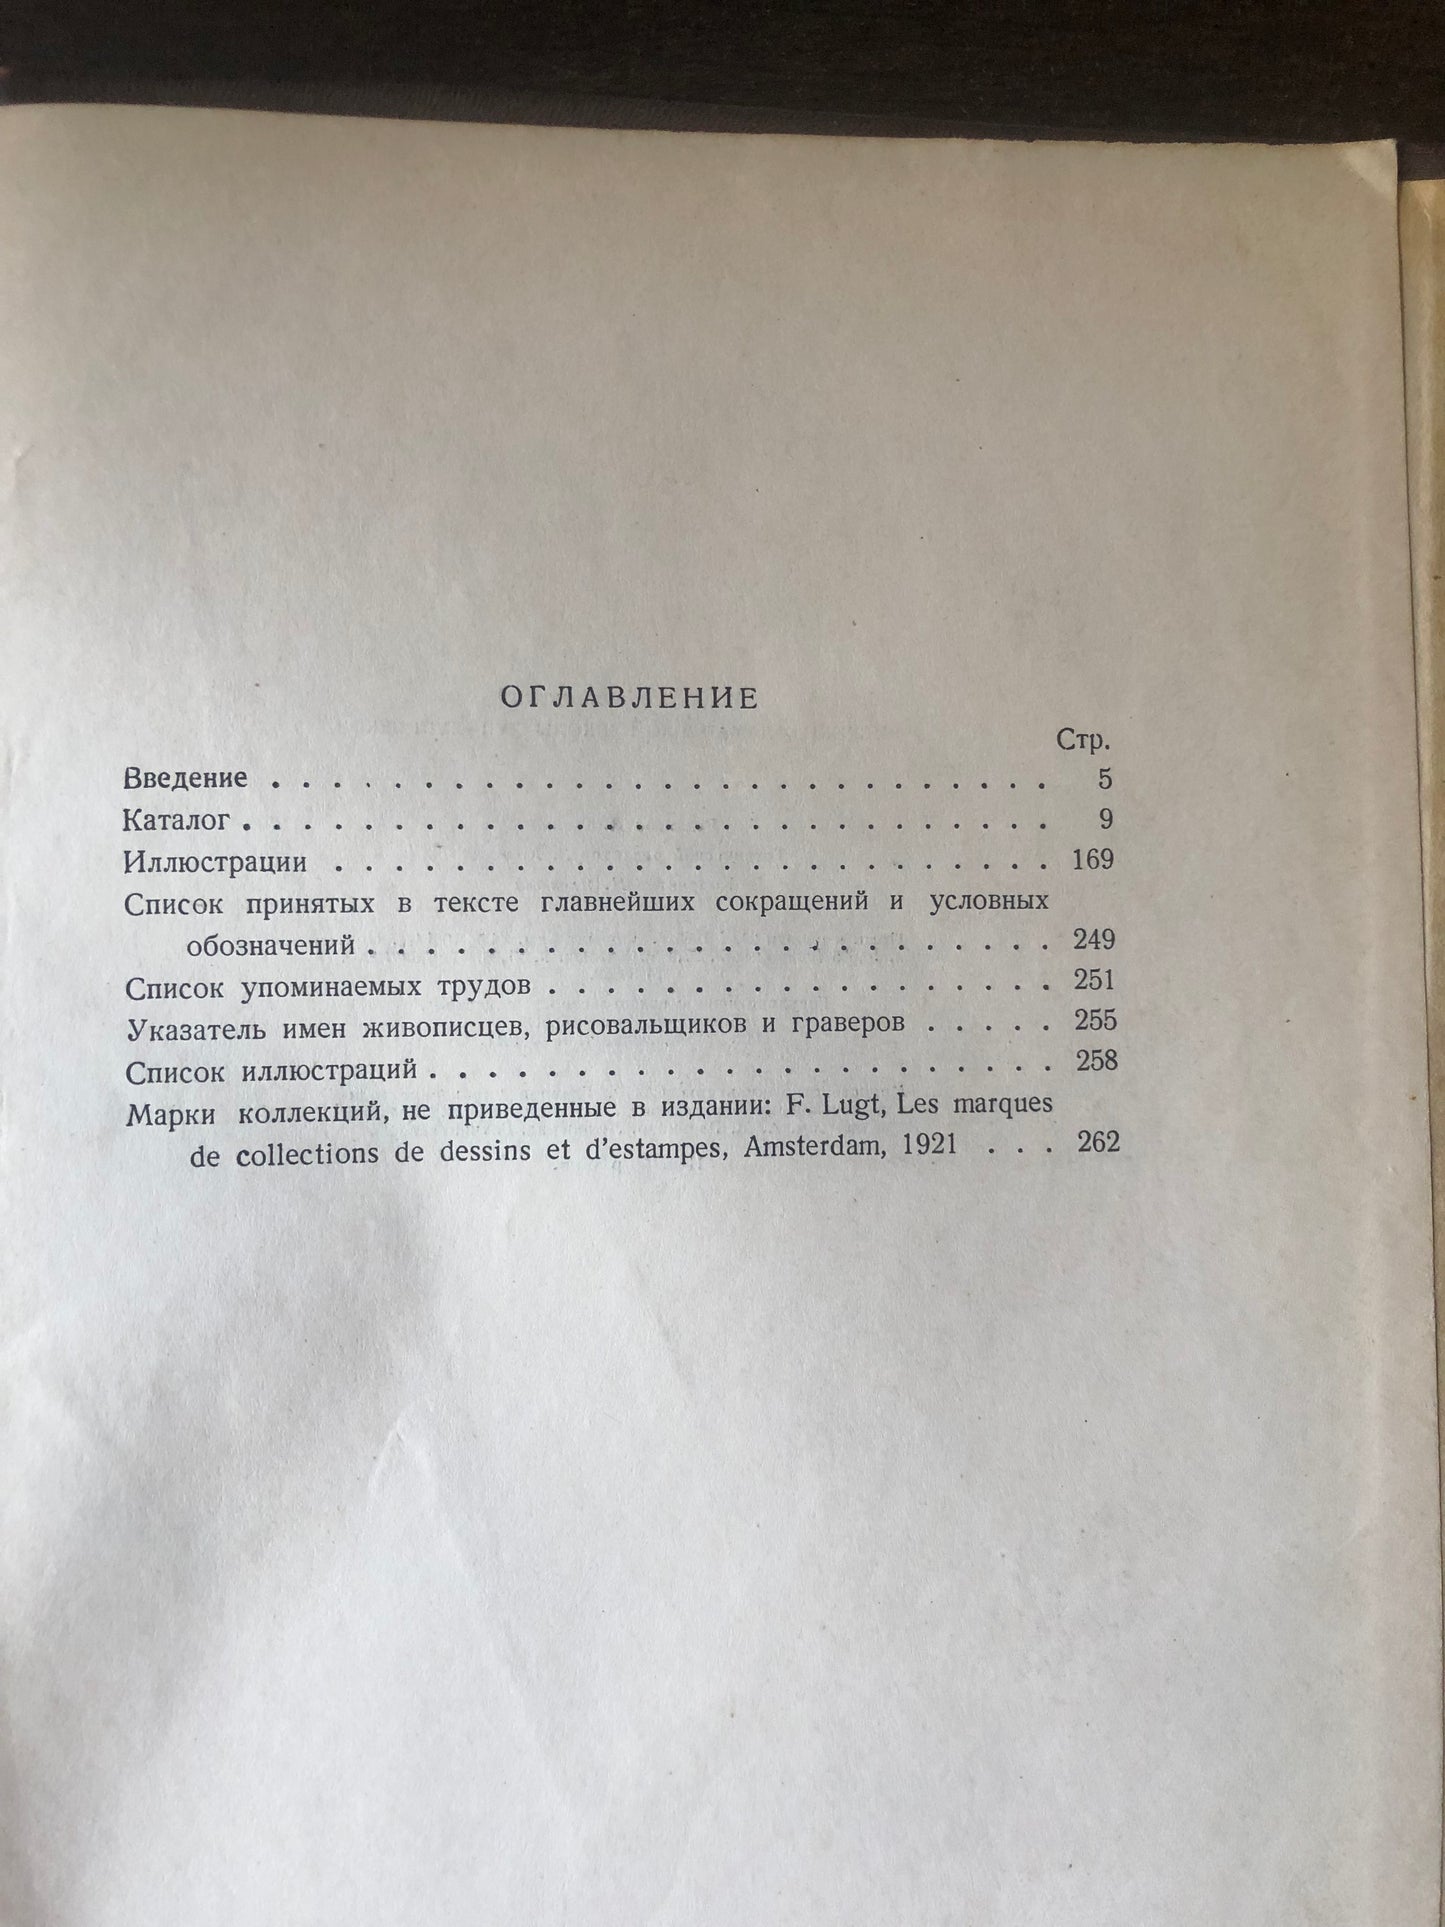 ОГЛАВЛЕНИЕ
Стр.
Введение . . . . . . . . . . . . . . . . . . . . . . . . . . 5
Каталог . . . . . . . . . . . . . . . . . . . . . . . . . . . 9
Иллюстрации . . . . . . . . . . . . . . . . . . . . . . . . 169
Список принятых в тексте главнейших сокращений и условных
обозначений . . . . . . . . . . . . . . . . . . . . . . . 249
Список упоминаемых трудов . . . . . . . . . . . . . . . . . 251
Указатель имен живописцев, рисовальщиков и граверов . . . . . 255
Список иллюстраций . . . . . . . . . . . . . . . . . . . . . 258
Марки коллекций, не приведенные в издании: F. Lugt, Les marques
de collections de dessins et d’estampes, Amsterdam, 1921 . . . 262